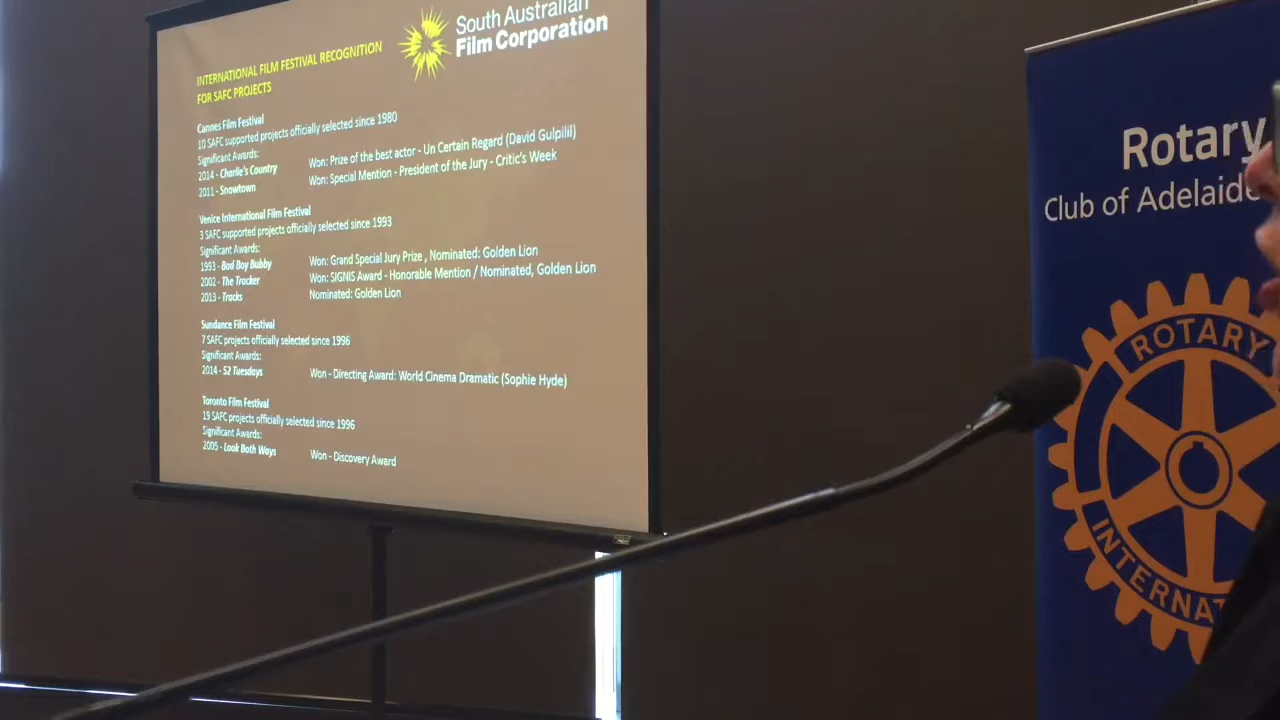 South Australian
Film Corporation
INTERNATIONAL FILM FESTIVAL RECOGNITION
FOR SAFC PROJECTS
Cannes Film Festival
10 SAFC supported projects officially selected since 1980
Significant Awards:
2014 - Charlie's Country Won: Prize of the best actor - Un Certain Regard (David Gulpilil)
2011 - Snowtown Won: Special Mention - President of the Jury - Critic's Week
Venice International Film Festival
3 SAFC supported projects officially selected since 1993
Significant Awards:
1993 - Bad Boy Bubby Won: Grand Special Jury Prize , Nominated: Golden Lion
2002 - The Tracker Won: SIGNIS Award - Honorable Mention / Nominated, Golden Lion
2013 - Tracks Nominated: Golden Lion
Sundance Film Festival
7 SAFC projects officially selected since 1996
Significant Awards:
2014 - 52 Tuesdays Won - Directing Award: World Cinema Dramatic (Sophie Hyde)
Toronto Film Festival
19 SAFC projects officially selected since 1996
Significant Awards:
2005 - Look Both Ways Won - Discovery Award
Rotary
Club of Adelaide
ROTARY
INTERNAT